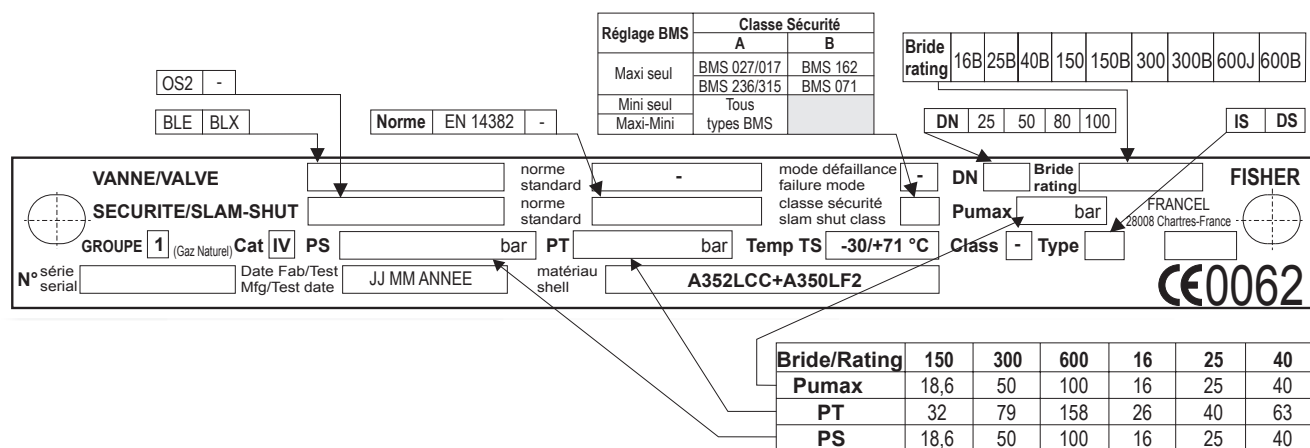 Réglage BMS Classe Sécurité
A B
Maxi seul BMS 027/017 BMS 162
BMS 236/315 BMS 071
Mini seul Tous
Maxi-Mini types BMS
Bride rating 16B 25B 40B 150 150B 300 300B 600J 600B
OS2 -
BLE BLX
Norme EN 14382 -
DN 25 50 80 100
IS DS
VANNE/VALVE norme standard - mode défaillance failure mode - DN Bride rating FISHER
SECURITE/SLAM-SHUT norme standard classe sécurité slam shut class Pumax bar FRANCEL
28008 Chartres-France
GROUPE 1 (Gaz Naturel) Cat IV PS bar PT bar Temp TS -30/+71 °C Class - Type
N° série serial Date Fab/Test Mfg/Test date JJ MM ANNEE matériau shell A352LCC+A350LF2 CE0062
Bride/Rating 150 300 600 16 25 40
Pumax 18,6 50 100 16 25 40
PT 32 79 158 26 40 63
PS 18,6 50 100 16 25 40